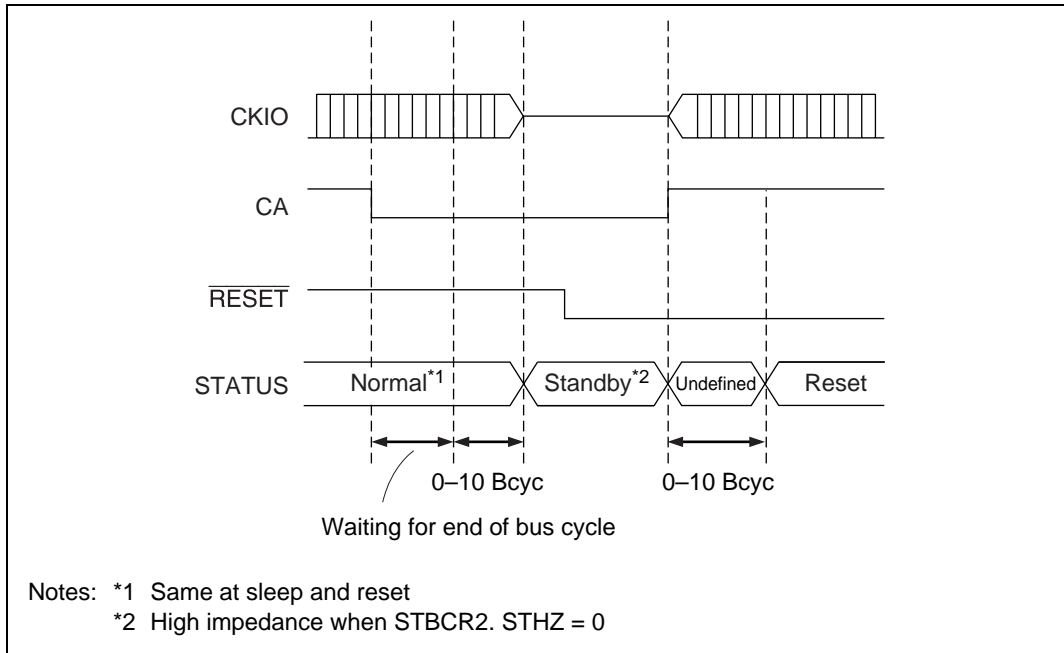 CKIO
CA
RESET
STATUS Normal*1 Standby*2 Undefined Reset
0–10 Bcyc 0–10 Bcyc
Waiting for end of bus cycle
Notes: *1 Same at sleep and reset
*2 High impedance when STBCR2. STHZ = 0